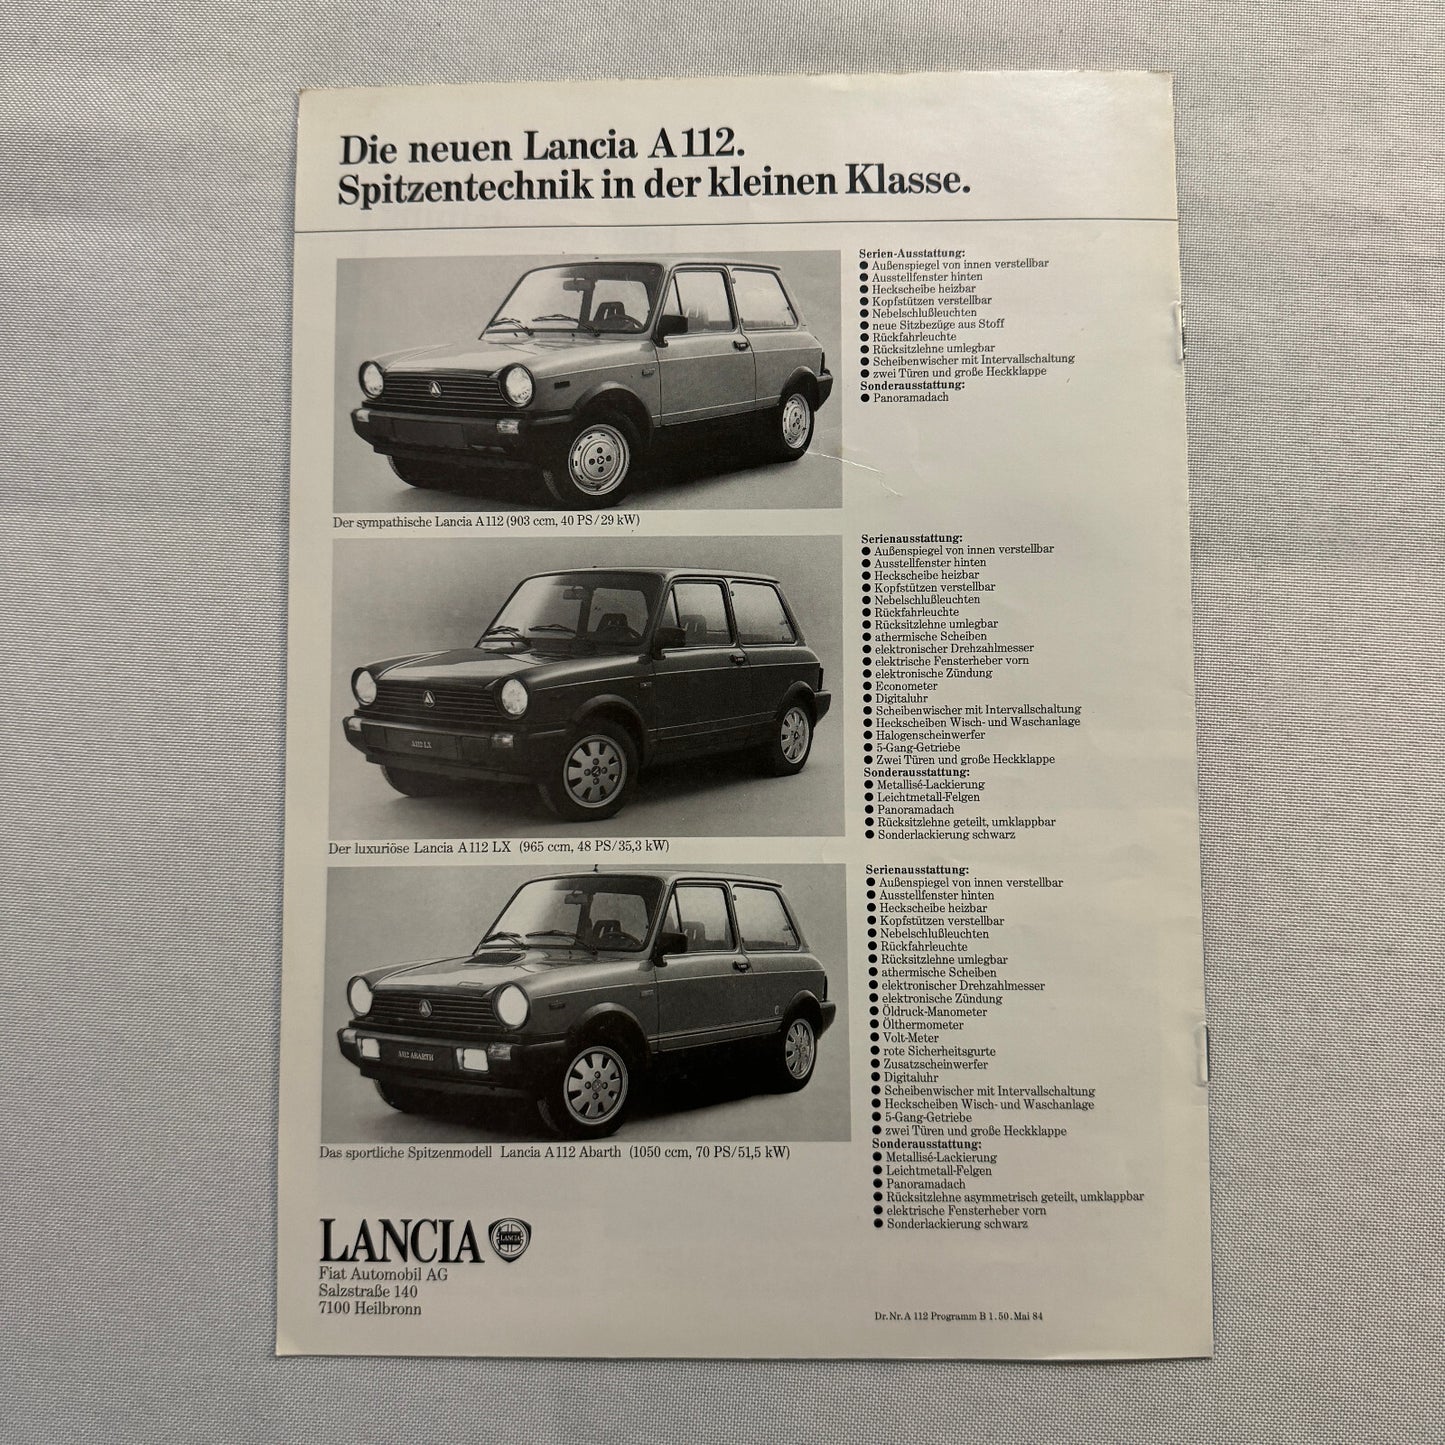 Die neuen Lancia A 112.
Spitzentechnik in der kleinen Klasse.
Serien-Ausstattung:
● Außenspiegel von innen verstellbar
● Ausstellfenster hinten
● Heckscheibe heizbar
● Kopfstützen verstellbar
● Nebelschlußleuchten
● neue Sitzbezüge aus Stoff
● Rückfahrleuchte
● Rücksitzlehne umlegbar
● Scheibenwischer mit Intervallschaltung
● zwei Türen und große Heckklappe
Sonderausstattung:
● Panoramadach
Der sympathische Lancia A 112 (903 ccm, 40 PS/29 kW)
Serienausstattung:
● Außenspiegel von innen verstellbar
● Ausstellfenster hinten
● Heckscheibe heizbar
● Kopfstützen verstellbar
● Nebelschlußleuchten
● Rückfahrleuchte
● Rücksitzlehne umlegbar
● athermische Scheiben
● elektronischer Drehzahlmesser
● elektrische Fensterheber vorn
● elektronische Zündung
● Econometer
● Digitaluhr
● Scheibenwischer mit Intervallschaltung
● Heckscheiben Wisch- und Waschanlage
● Halogenscheinwerfer
● 5-Gang-Getriebe
● Zwei Türen und große Heckklappe
Sonderausstattung:
● Metallisé-Lackierung
● Leichtmetall-Felgen
● Panoramadach
● Rücksitzlehne geteilt, umklappbar
● Sonderlackierung schwarz
A112 LX
Der luxuriöse Lancia A 112 LX (965 ccm, 48 PS/35,3 kW)
Serienausstattung:
● Außenspiegel von innen verstellbar
● Ausstellfenster hinten
● Heckscheibe heizbar
● Kopfstützen verstellbar
● Nebelschlußleuchten
● Rückfahrleuchte
● Rücksitzlehne umlegbar
● athermische Scheiben
● elektronischer Drehzahlmesser
● elektronische Zündung
● Öldruck-Manometer
● Ölthermometer
● Volt-Meter
● rote Sicherheitsgurte
● Zusatzscheinwerfer
● Digitaluhr
● Scheibenwischer mit Intervallschaltung
● Heckscheiben Wisch- und Waschanlage
● 5-Gang-Getriebe
● zwei Türen und große Heckklappe
Sonderausstattung:
● Metallisé-Lackierung
● Leichtmetall-Felgen
● Panoramadach
● Rücksitzlehne asymmetrisch geteilt, umklappbar
● elektrische Fensterheber vorn
● Sonderlackierung schwarz
A112 ABARTH
Das sportliche Spitzenmodell Lancia A 112 Abarth (1050 ccm, 70 PS/51,5 kW)
LANCIA LANCIA
Fiat Automobil AG
Salzstraße 140
7100 Heilbronn
Dr. Nr. A 112 Programm B 1. 50. Mai 84